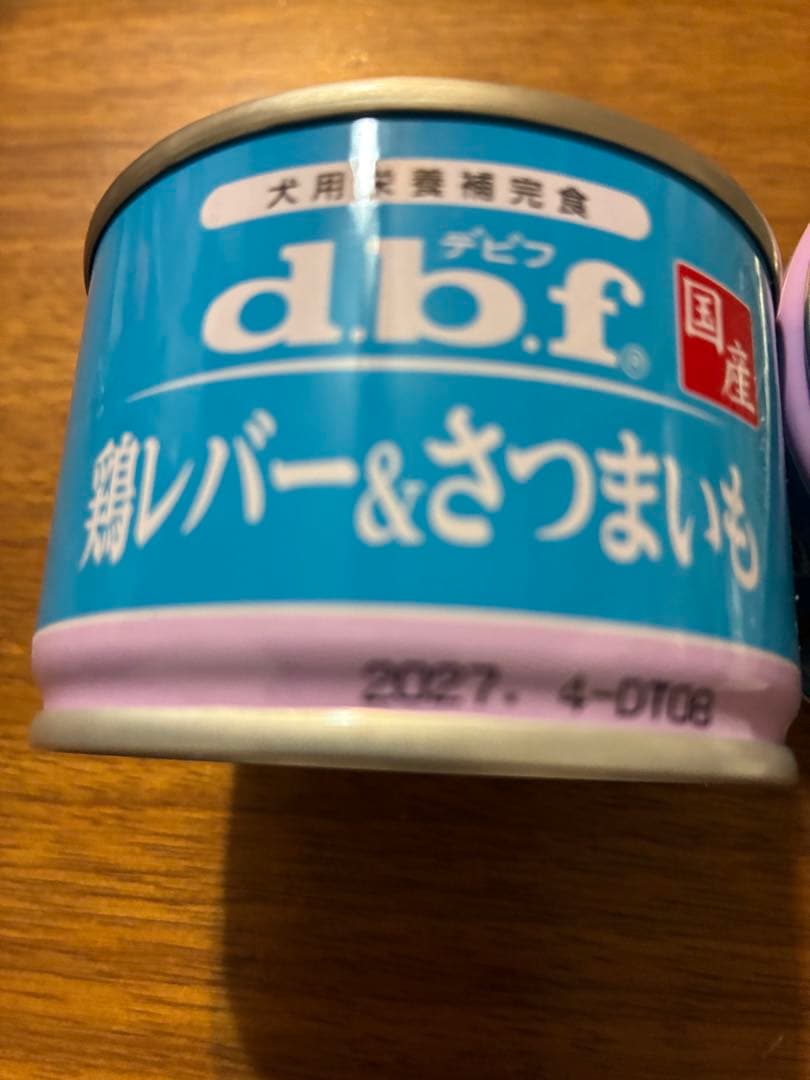 犬用栄養補完食
デビフ
d.b.f®
国産
鶏レバー&さつまいも
2027. 4-DT08